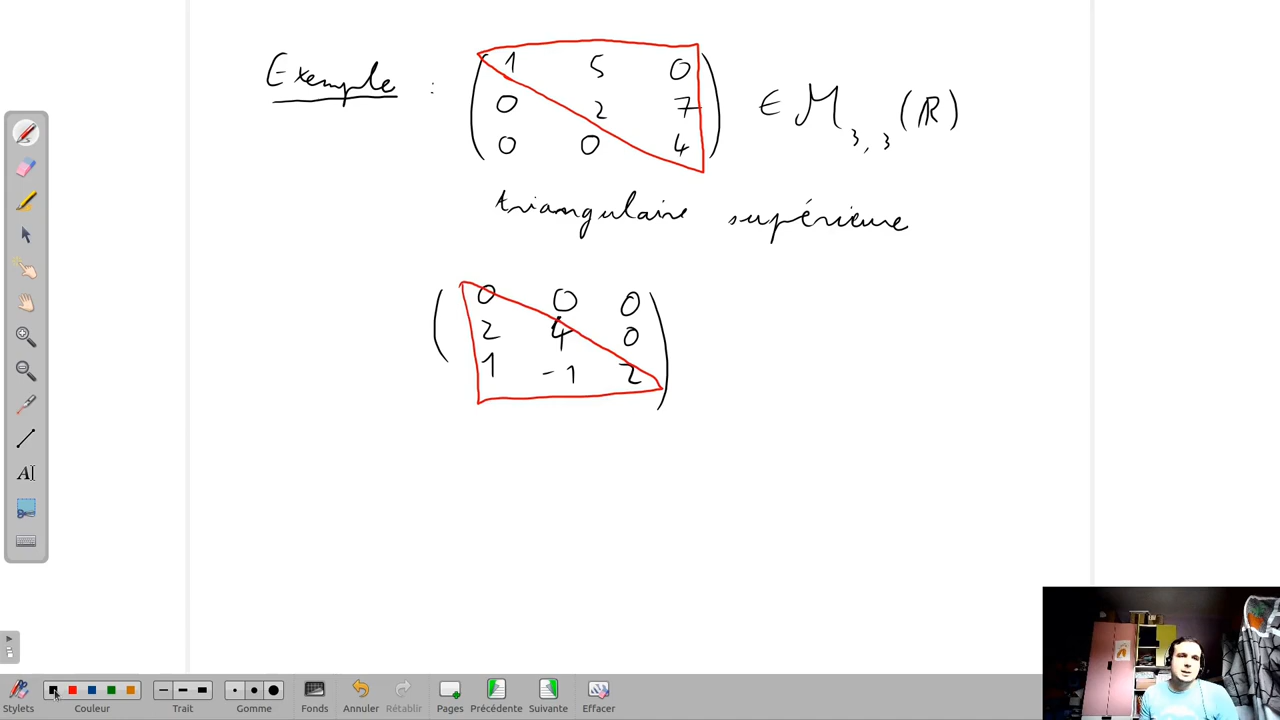 Exemple : ( 1 5 0 ) ∈ M 3,3 (R)
0 2 7
0 0 4
triangulaire supérieure
( 0 0 0 )
2 4 0
1 -1 2
A
Stylets Couleur Trait Gomme Fonds Annuler Rétablir Pages Précédente Suivante Effacer